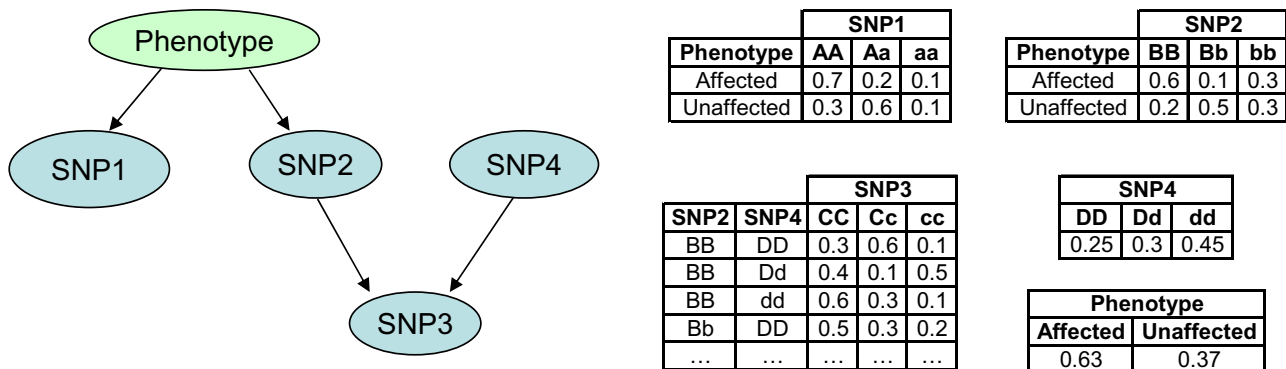 Phenotype
SNP1
SNP2
SNP4
SNP3
SNP1
Phenotype AA Aa aa
Affected 0.7 0.2 0.1
Unaffected 0.3 0.6 0.1
SNP2
Phenotype BB Bb bb
Affected 0.6 0.1 0.3
Unaffected 0.2 0.5 0.3
SNP3
SNP2 SNP4 CC Cc cc
BB DD 0.3 0.6 0.1
BB Dd 0.4 0.1 0.5
BB dd 0.6 0.3 0.1
Bb DD 0.5 0.3 0.2
… … … … …
SNP4
DD Dd dd
0.25 0.3 0.45
Phenotype
Affected Unaffected
0.63 0.37